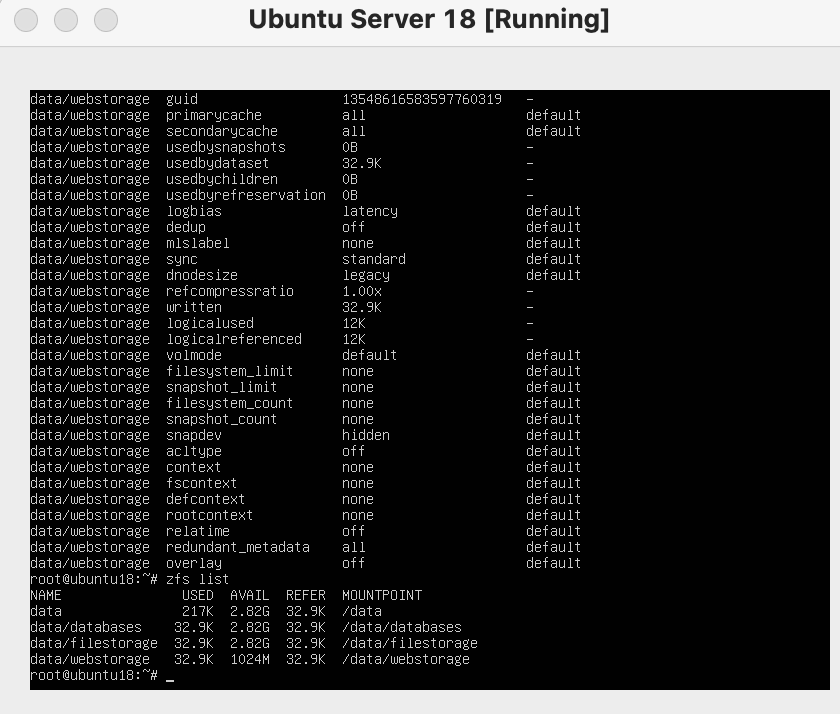 Ubuntu Server 18 [Running]
data/webstorage  guid                  13548616583597760319   -
data/webstorage  primarycache          all                    default
data/webstorage  secondarycache        all                    default
data/webstorage  usedbysnapshots       0B                     -
data/webstorage  usedbydataset         32.9K                  -
data/webstorage  usedbychildren        0B                     -
data/webstorage  usedbyrefreservation  0B                     -
data/webstorage  logbias               latency                default
data/webstorage  dedup                 off                    default
data/webstorage  mlslabel              none                   default
data/webstorage  sync                  standard               default
data/webstorage  dnodesize             legacy                 default
data/webstorage  refcompressratio      1.00x                  -
data/webstorage  written               32.9K                  -
data/webstorage  logicalused           12K                    -
data/webstorage  logicalreferenced     12K                    -
data/webstorage  volmode               default                default
data/webstorage  filesystem_limit      none                   default
data/webstorage  snapshot_limit        none                   default
data/webstorage  filesystem_count      none                   default
data/webstorage  snapshot_count        none                   default
data/webstorage  snapdev               hidden                 default
data/webstorage  acltype               off                    default
data/webstorage  context               none                   default
data/webstorage  fscontext             none                   default
data/webstorage  defcontext            none                   default
data/webstorage  rootcontext           none                   default
data/webstorage  relatime              off                    default
data/webstorage  redundant_metadata    all                    default
data/webstorage  overlay               off                    default
root@ubuntu18:~# zfs list
NAME               USED  AVAIL  REFER  MOUNTPOINT
data               217K  2.82G  32.9K  /data
data/databases    32.9K  2.82G  32.9K  /data/databases
data/filestorage  32.9K  2.82G  32.9K  /data/filestorage
data/webstorage   32.9K  1024M  32.9K  /data/webstorage
root@ubuntu18:~# _